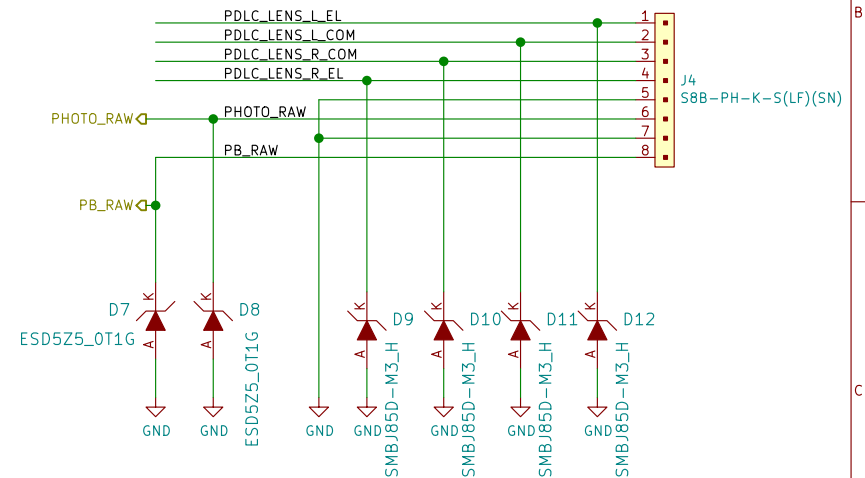 PDLC_LENS_L_EL
1
B
PDLC_LENS_L_COM
2
PDLC_LENS_R_COM
3
PDLC_LENS_R_EL
4
J4
5
S8B-PH-K-S(LF)(SN)
PHOTO_RAW
PHOTO_RAW
6
7
PB_RAW
8
PB_RAW
K
K
K
K
K
K
D7
D8
D9
D10
D11
D12
ESD5Z5_0T1G
A
A
A
A
A
A
ESD5Z5_0T1G
SMBJ85D-M3_H
SMBJ85D-M3_H
SMBJ85D-M3_H
SMBJ85D-M3_H
C
GND
GND
GND
GND
GND
GND
GND